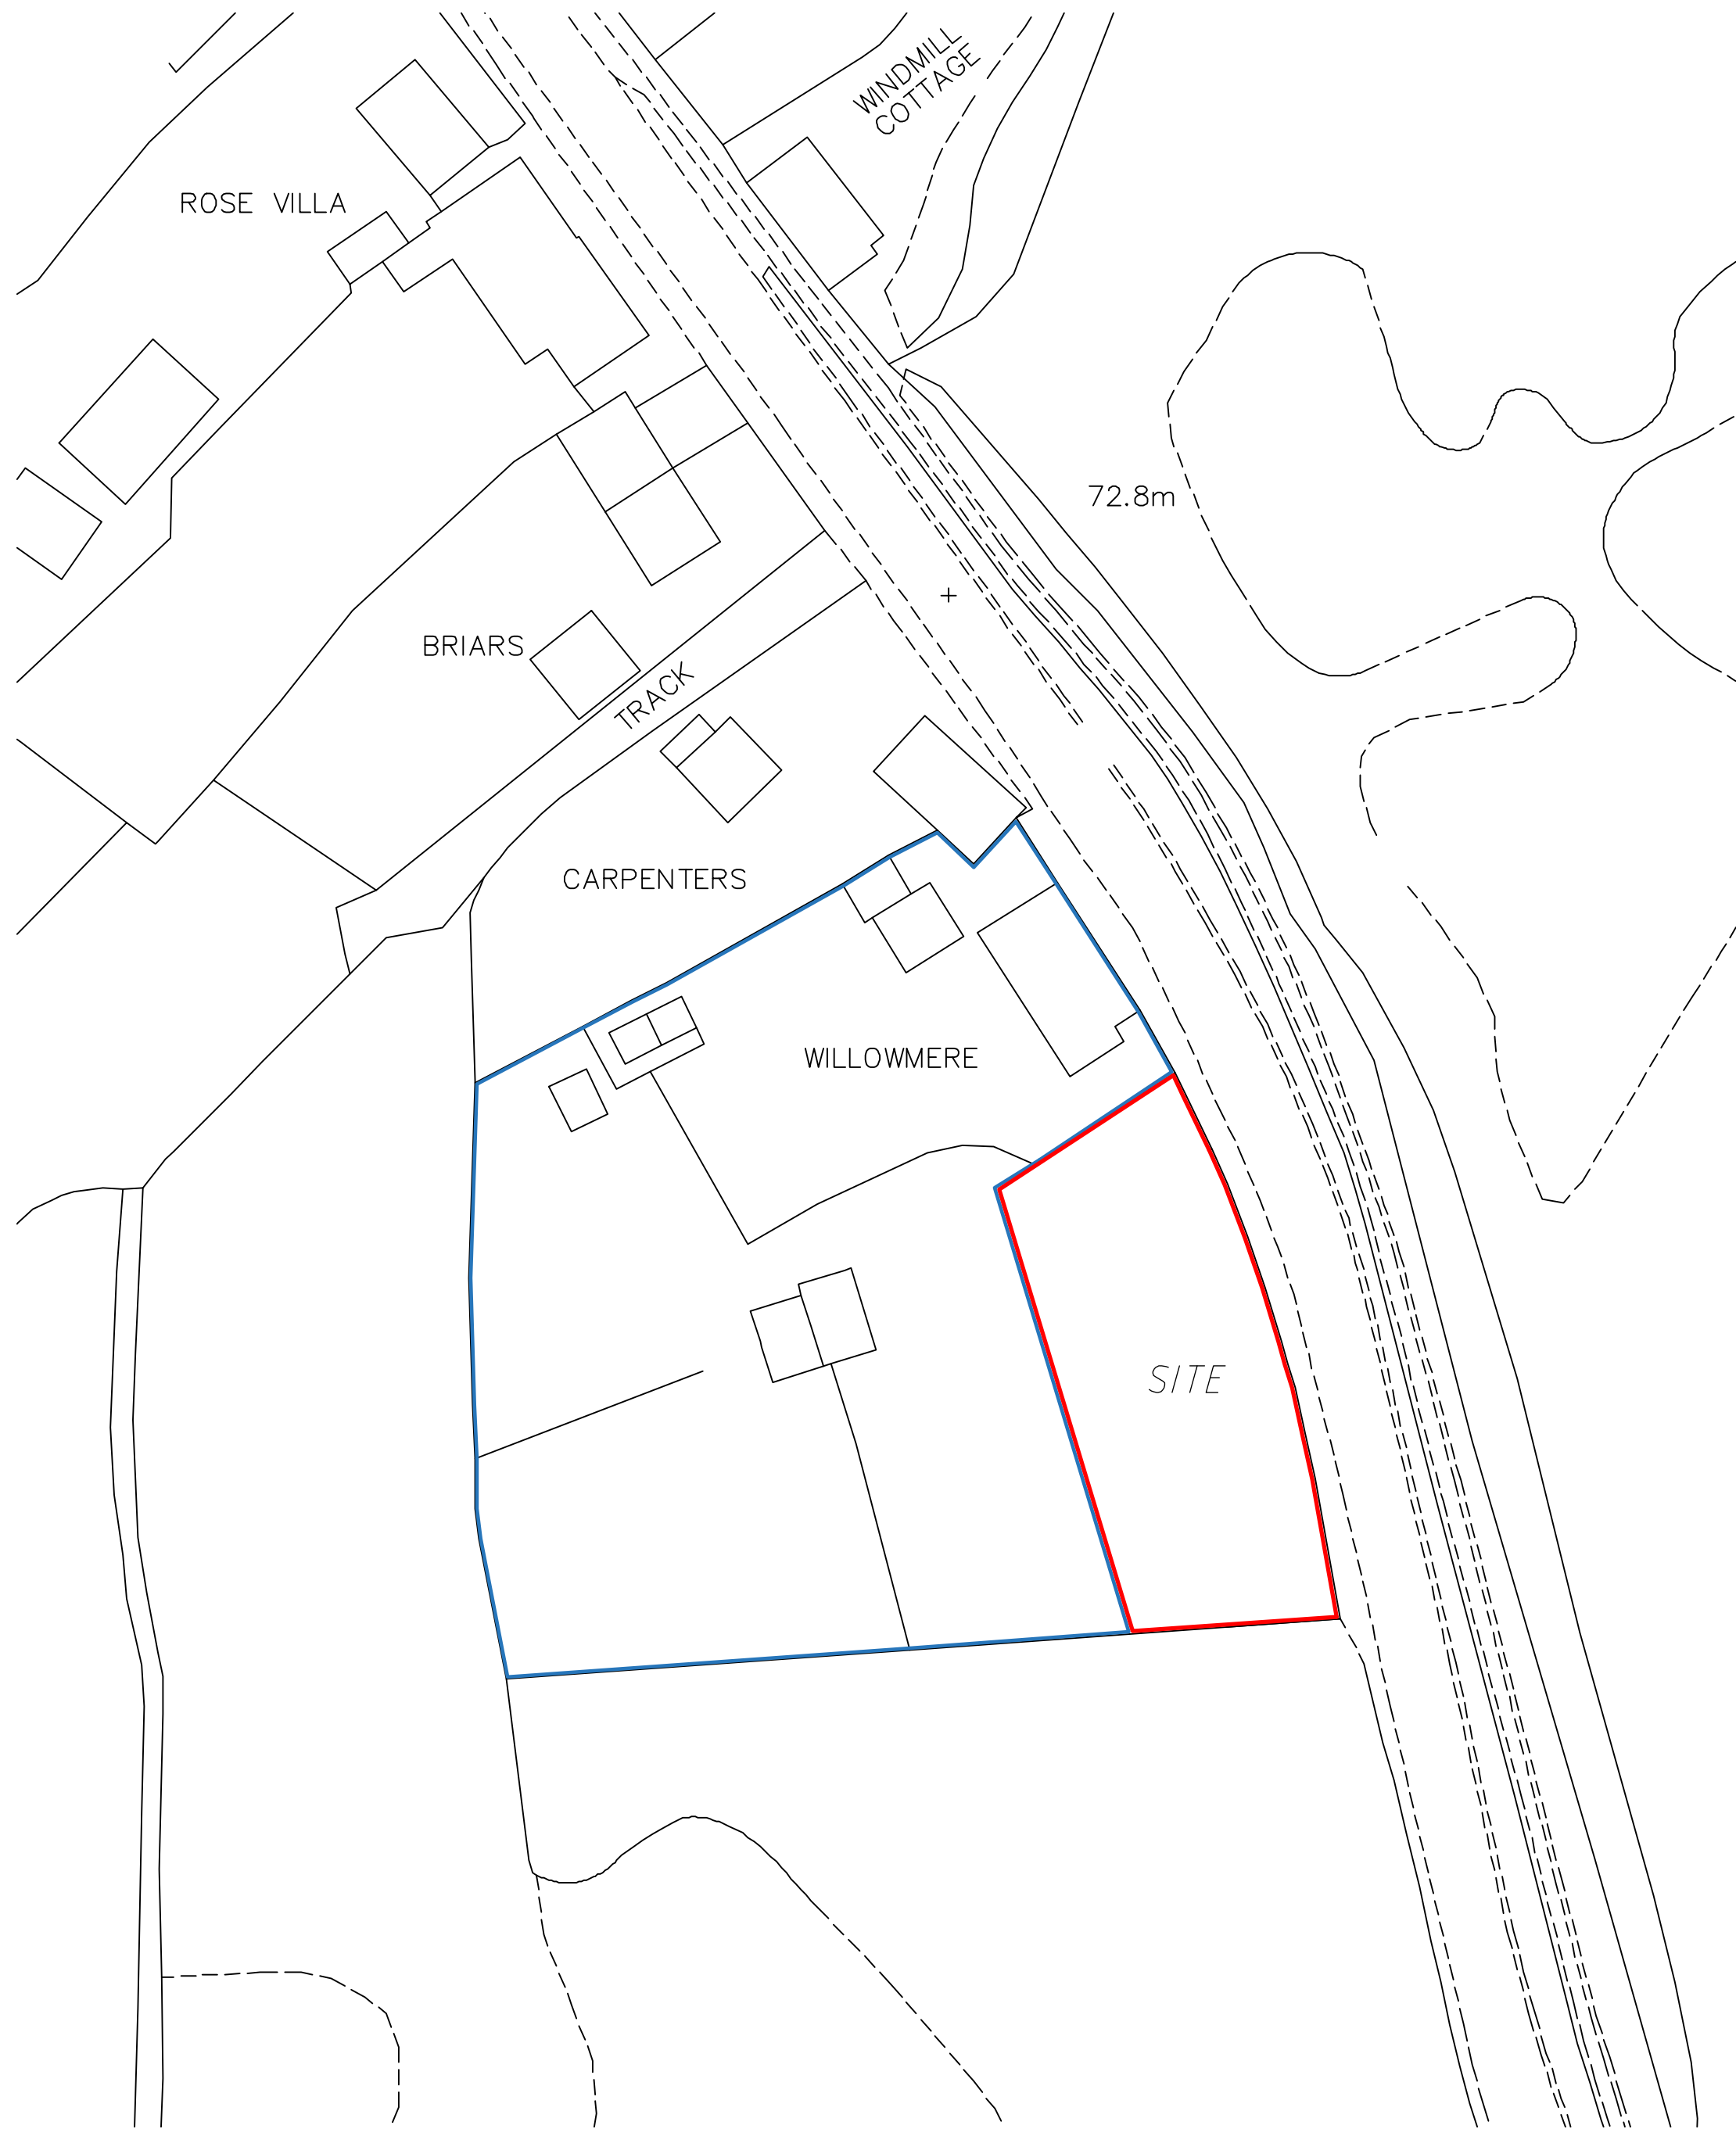 WINDMILL
COTTAGE
ROSE VILLA
72.8m
BRIARS
TRACK
CARPENTERS
WILLOWMERE
SITE